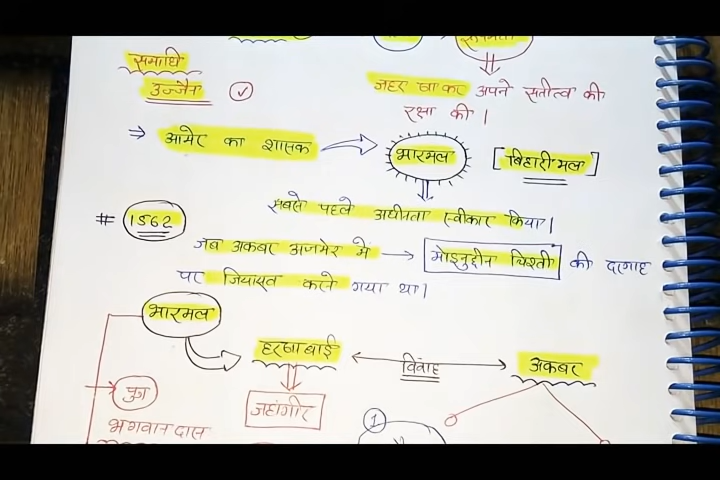 समाधि
उज्जैन
जहर खा कर अपने सतीत्व की
रक्षा की।
⇒ आमेर का शासक → भारमल [बिहारीमल]
सबसे पहले अधीनता स्वीकार किया।
# 1562
जब अकबर अजमेर में → मोइनुद्दीन चिश्ती की दरगाह
पर जियारत करने गया था।
भारमल
हरखाबाई ↔ विवाह ↔ अकबर
पुत्र
जहांगीर
भगवान दास
1